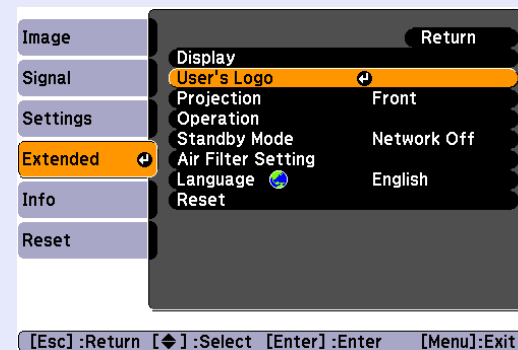 Image
Signal
Settings
Extended
Info
Reset
Return
Display
User's Logo
Projection Front
Operation
Standby Mode Network Off
Air Filter Setting
Language English
Reset
[Esc] :Return [◆] :Select [Enter] :Enter [Menu]:Exit